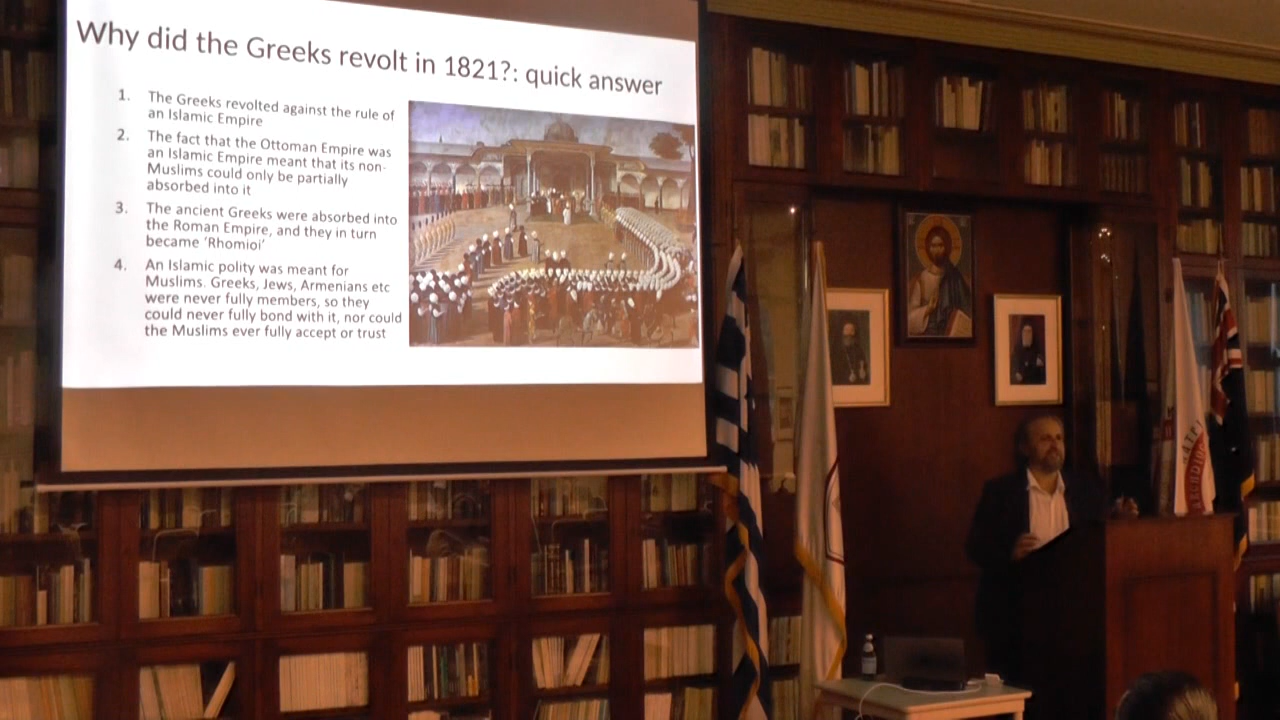 Why did the Greeks revolt in 1821?: quick answer
1. The Greeks revolted against the rule of
an Islamic Empire
2. The fact that the Ottoman Empire was
an Islamic Empire meant that its non-
Muslims could only be partially
absorbed into it
3. The ancient Greeks were absorbed into
the Roman Empire, and they in turn
became ‘Rhomioi’
4. An Islamic polity was meant for
Muslims. Greeks, Jews, Armenians etc
were never fully members, so they
could never fully bond with it, nor could
the Muslims ever fully accept or trust